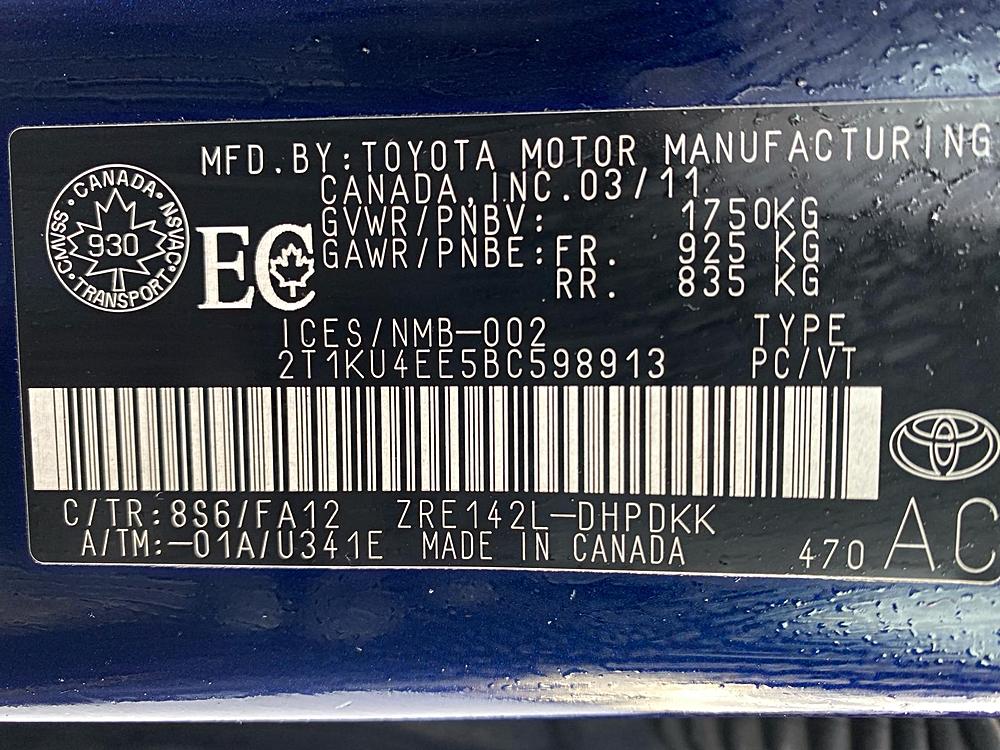 MFD.BY:TOYOTA MOTOR MANUFACTURING
CANADA,INC.03/11
GVWR/PNBV: 1750KG
GAWR/PNBE:FR. 925 KG
RR. 835 KG
CANADA
930
CMVSS
NSVAC
TRANSPORT
EC
ICES/NMB-002 TYPE
2T1KU4EE5BC598913 PC/VT
C/TR:8S6/FA12 ZRE142L-DHPDKK
A/TM:-01A/U341E MADE IN CANADA 470 AC